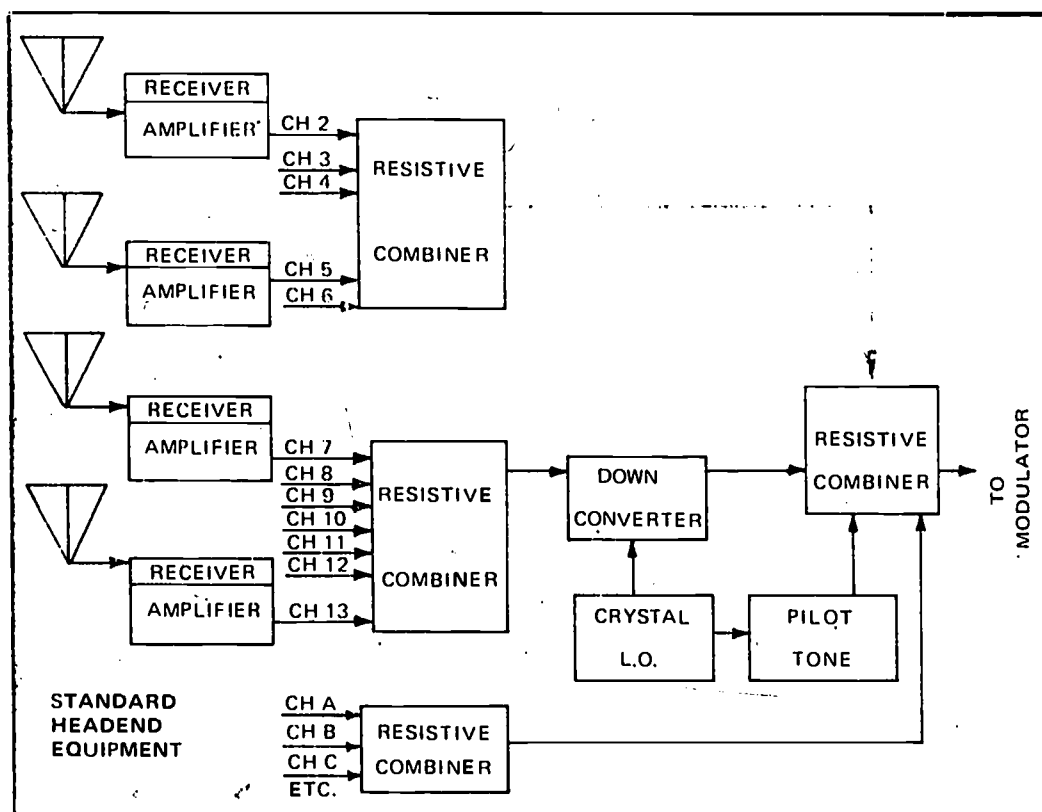 RECEIVER
AMPLIFIER
CH 2
CH 3
CH 4
RESISTIVE
COMBINER
RECEIVER
AMPLIFIER
CH 5
CH 6
RECEIVER
AMPLIFIER
CH 7
CH 8
CH 9
CH 10
CH 11
CH 12
RESISTIVE
COMBINER
RECEIVER
AMPLIFIER
CH 13
DOWN
CONVERTER
RESISTIVE
COMBINER
TO
MODULATOR
CRYSTAL
L.O.
PILOT
TONE
STANDARD
HEADEND
EQUIPMENT
CH A
CH B
CH C
ETC.
RESISTIVE
COMBINER